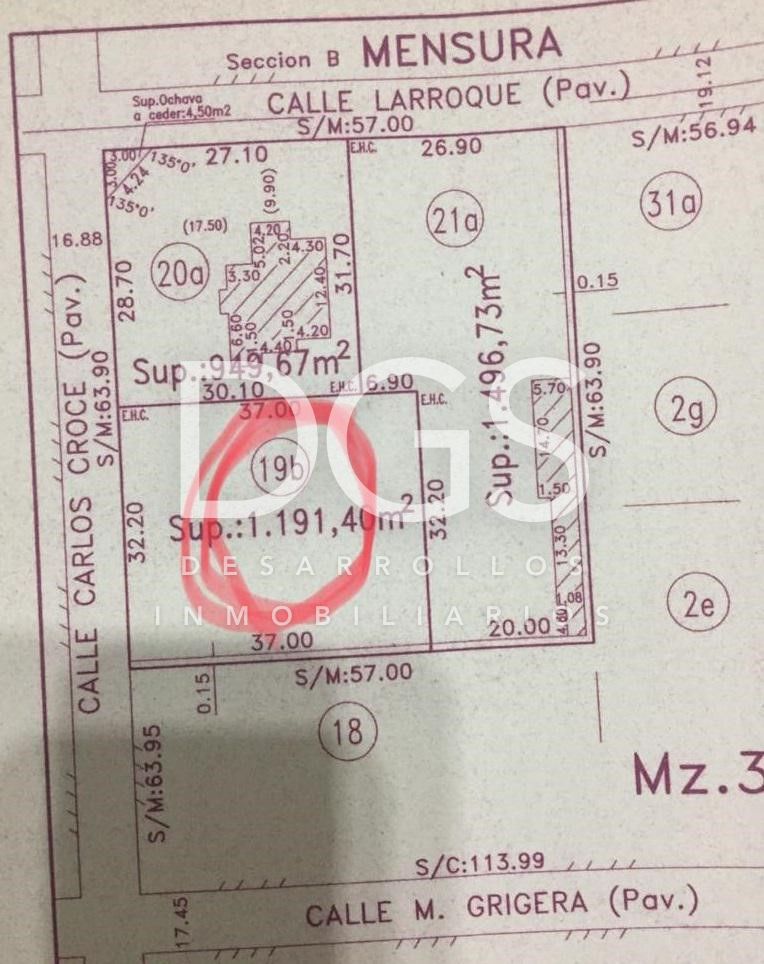 Seccion B MENSURA
CALLE LARROQUE (Pav.)
19.12
Sup.Ochava
a ceder:4,50m2
S/M:57.00
S/M:56.94
3.00
135°0'
27.10
E.H.C.
26.90
3.00
4.24
135°0'
(9.90)
(17.50)
16.88
20a
21a
31a
4.20
5.02
2.20
4.30
3.30
12.40
31.70
28.70
0.15
6.60
1.50
1.50
4.20
4.40
Sup.:949,67m²
Sup.:1.496,73m²
30.10
E.H.C.
6.90
E.H.C.
37.00
E.H.C.
S/M:63.90
CALLE CARLOS CROCE (Pav.)
5.70
14.70
S/M:63.90
2g
DGS
19b
Sup.:1.191,40m²
32.20
32.20
1.50
DESARROLLOS
INMOBILIARIOS
13.30
1.08
4.60
2e
37.00
20.00
S/M:57.00
0.15
18
S/M:63.95
Mz.3
S/C:113.99
CALLE M. GRIGERA (Pav.)
17.45